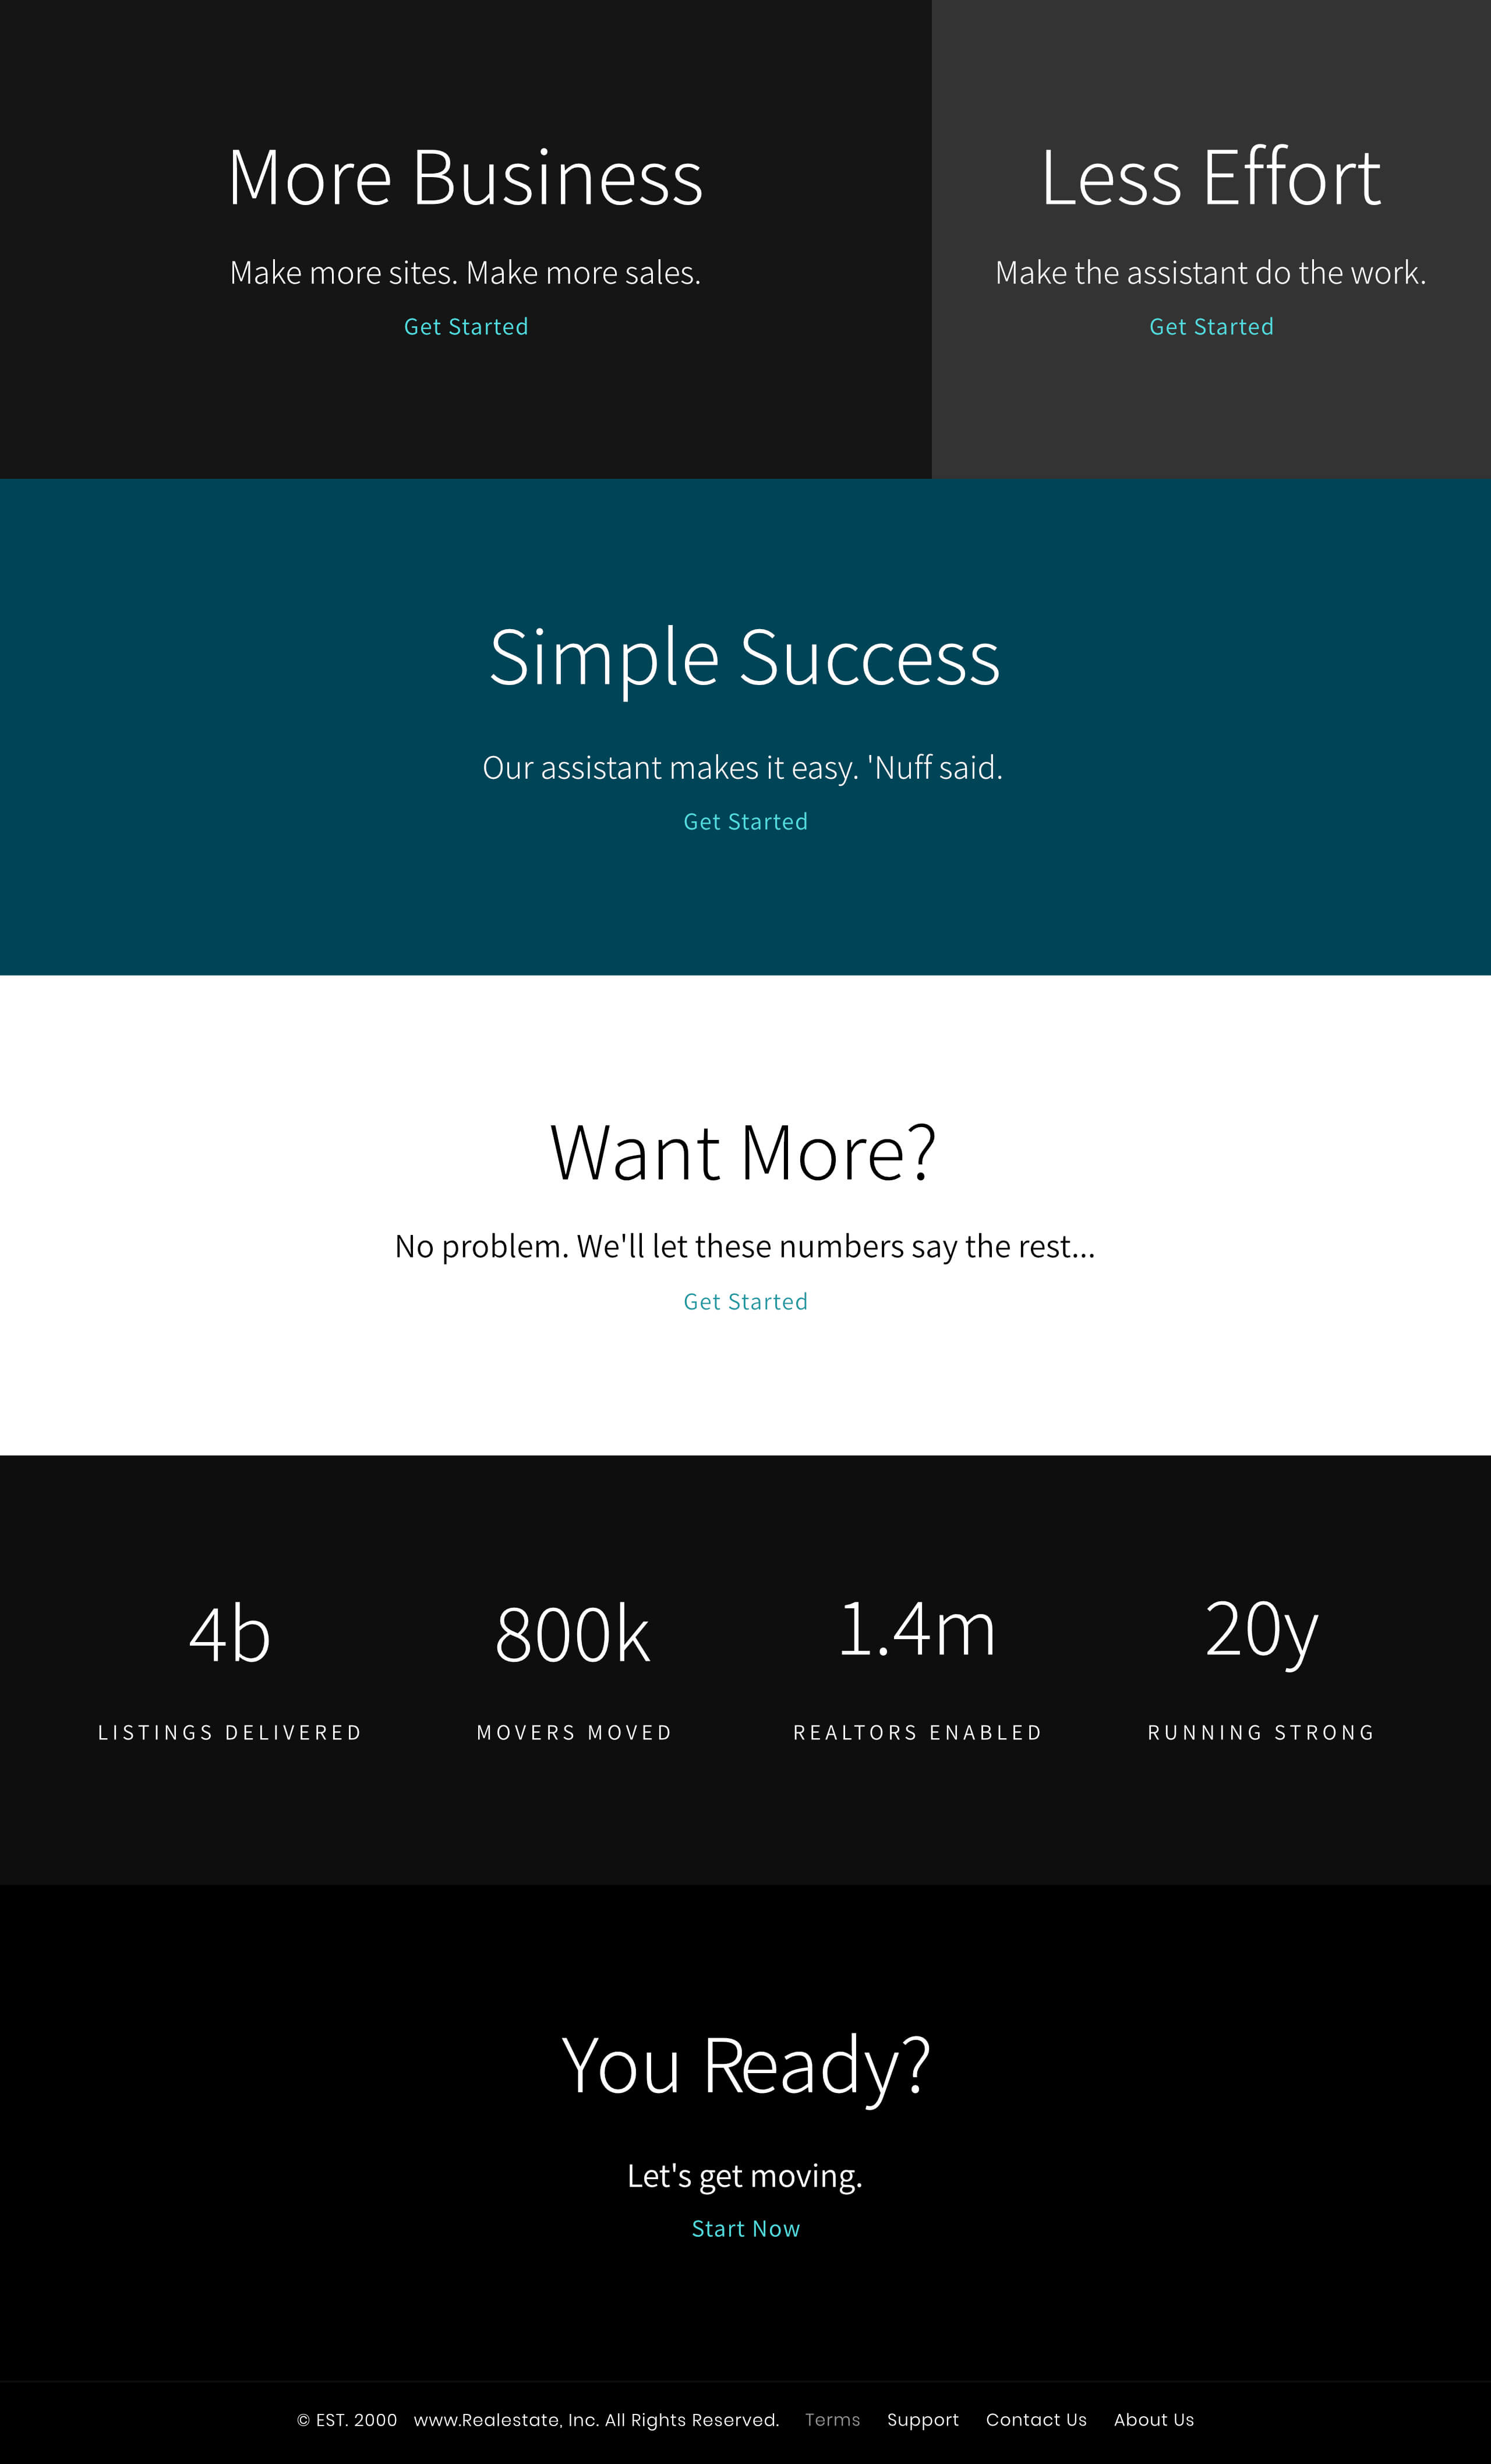 More Business
Make more sites. Make more sales.
Get Started
Less Effort
Make the assistant do the work.
Get Started
Simple Success
Our assistant makes it easy. 'Nuff said.
Get Started
Want More?
No problem. We'll let these numbers say the rest...
Get Started
4b
LISTINGS DELIVERED
800k
MOVERS MOVED
1.4m
REALTORS ENABLED
20y
RUNNING STRONG
You Ready?
Let's get moving.
Start Now
© EST. 2000 www.Realestate, Inc. All Rights Reserved. Terms Support Contact Us About Us